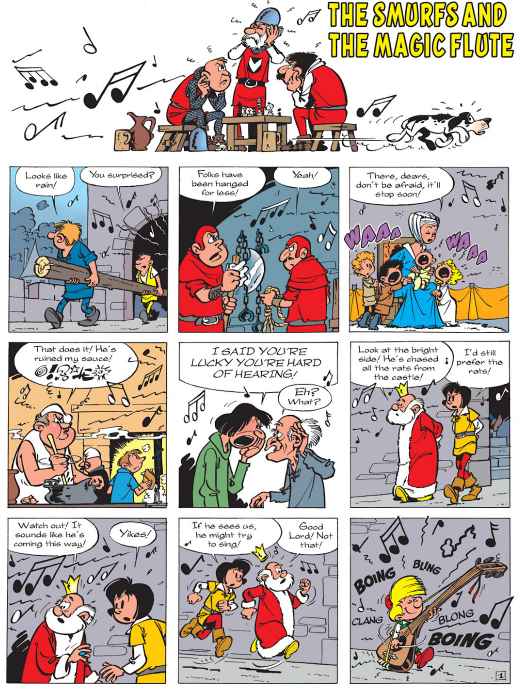 THE SMURFS AND
THE MAGIC FLUTE
Looks like
rain!
You surprised?
Folks have
been hanged
for less!
Yeah!
There, dears,
don't be afraid, it'll
stop soon!
WAAA
WAAA
That does it! He's
ruined my sauce!
I SAID YOU'RE
LUCKY YOU'RE HARD
OF HEARING!
Eh?
What?
Look at the bright
side! He's chased
all the rats from
the castle!
I'd still
prefer the
rats!
Watch out! It
sounds like he's
coming this way!
Yikes!
If he sees us,
he might try
to sing!
Good
Lord! Not
that!
BOING
BUNG
CLANG
BLONG
BOING
1